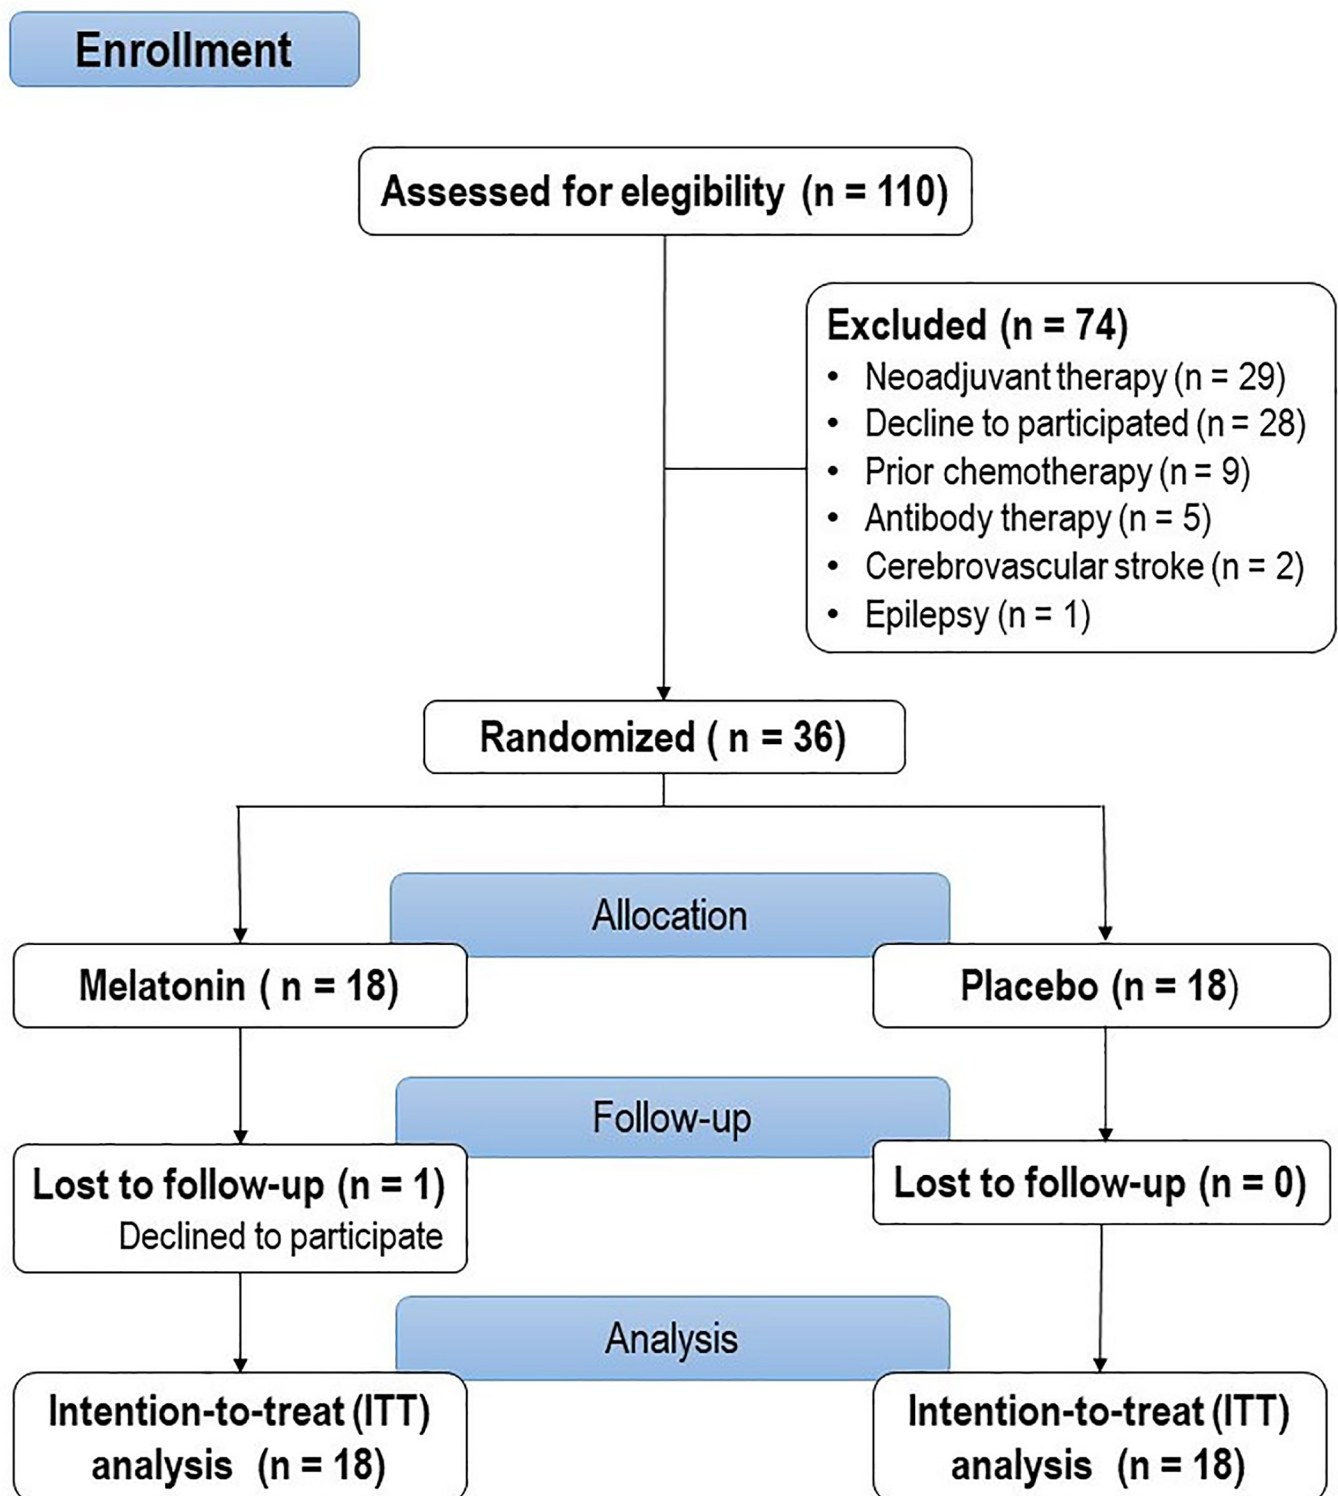 Enrollment
Assessed for elegibility (n = 110)
Excluded (n = 74)
• Neoadjuvant therapy (n = 29)
• Decline to participated (n = 28)
• Prior chemotherapy (n = 9)
• Antibody therapy (n = 5)
• Cerebrovascular stroke (n = 2)
• Epilepsy (n = 1)
Randomized ( n = 36)
Allocation
Melatonin ( n = 18)
Placebo (n = 18)
Follow-up
Lost to follow-up (n = 1)
Declined to participate
Lost to follow-up (n = 0)
Analysis
Intention-to-treat (ITT)
analysis (n = 18)
Intention-to-treat (ITT)
analysis (n = 18)